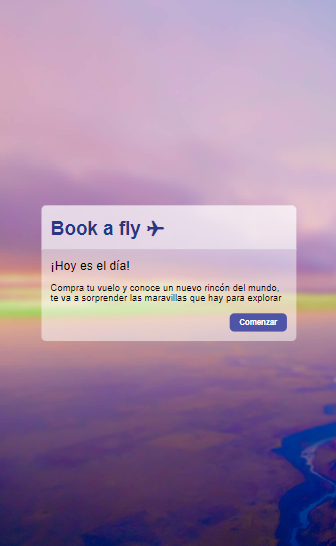 Book a fly ✈
¡Hoy es el día!
Compra tu vuelo y conoce un nuevo rincón del mundo,
te va a sorprender las maravillas que hay para explorar
Comenzar